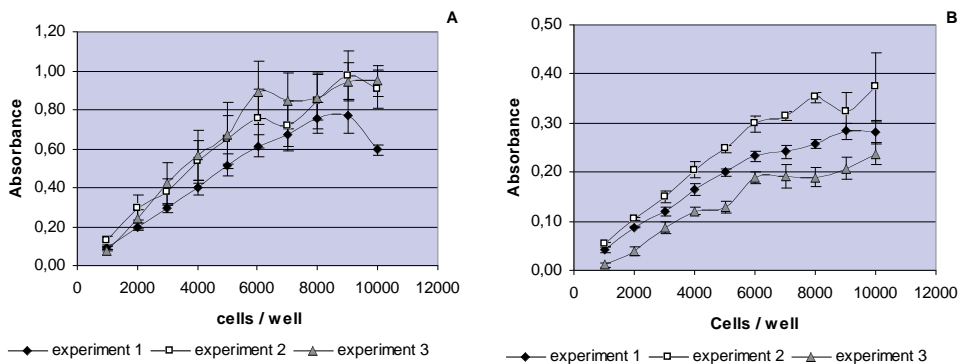 A
1,20
1,00
0,80
0,60
0,40
0,20
0,00
Absorbance
0 2000 4000 6000 8000 10000 12000
cells / well
experiment 1 experiment 2 experiment 3
B
0,50
0,40
0,30
0,20
0,10
0,00
Absorbance
0 2000 4000 6000 8000 10000 12000
Cells / well
experiment 1 experiment 2 experiment 3